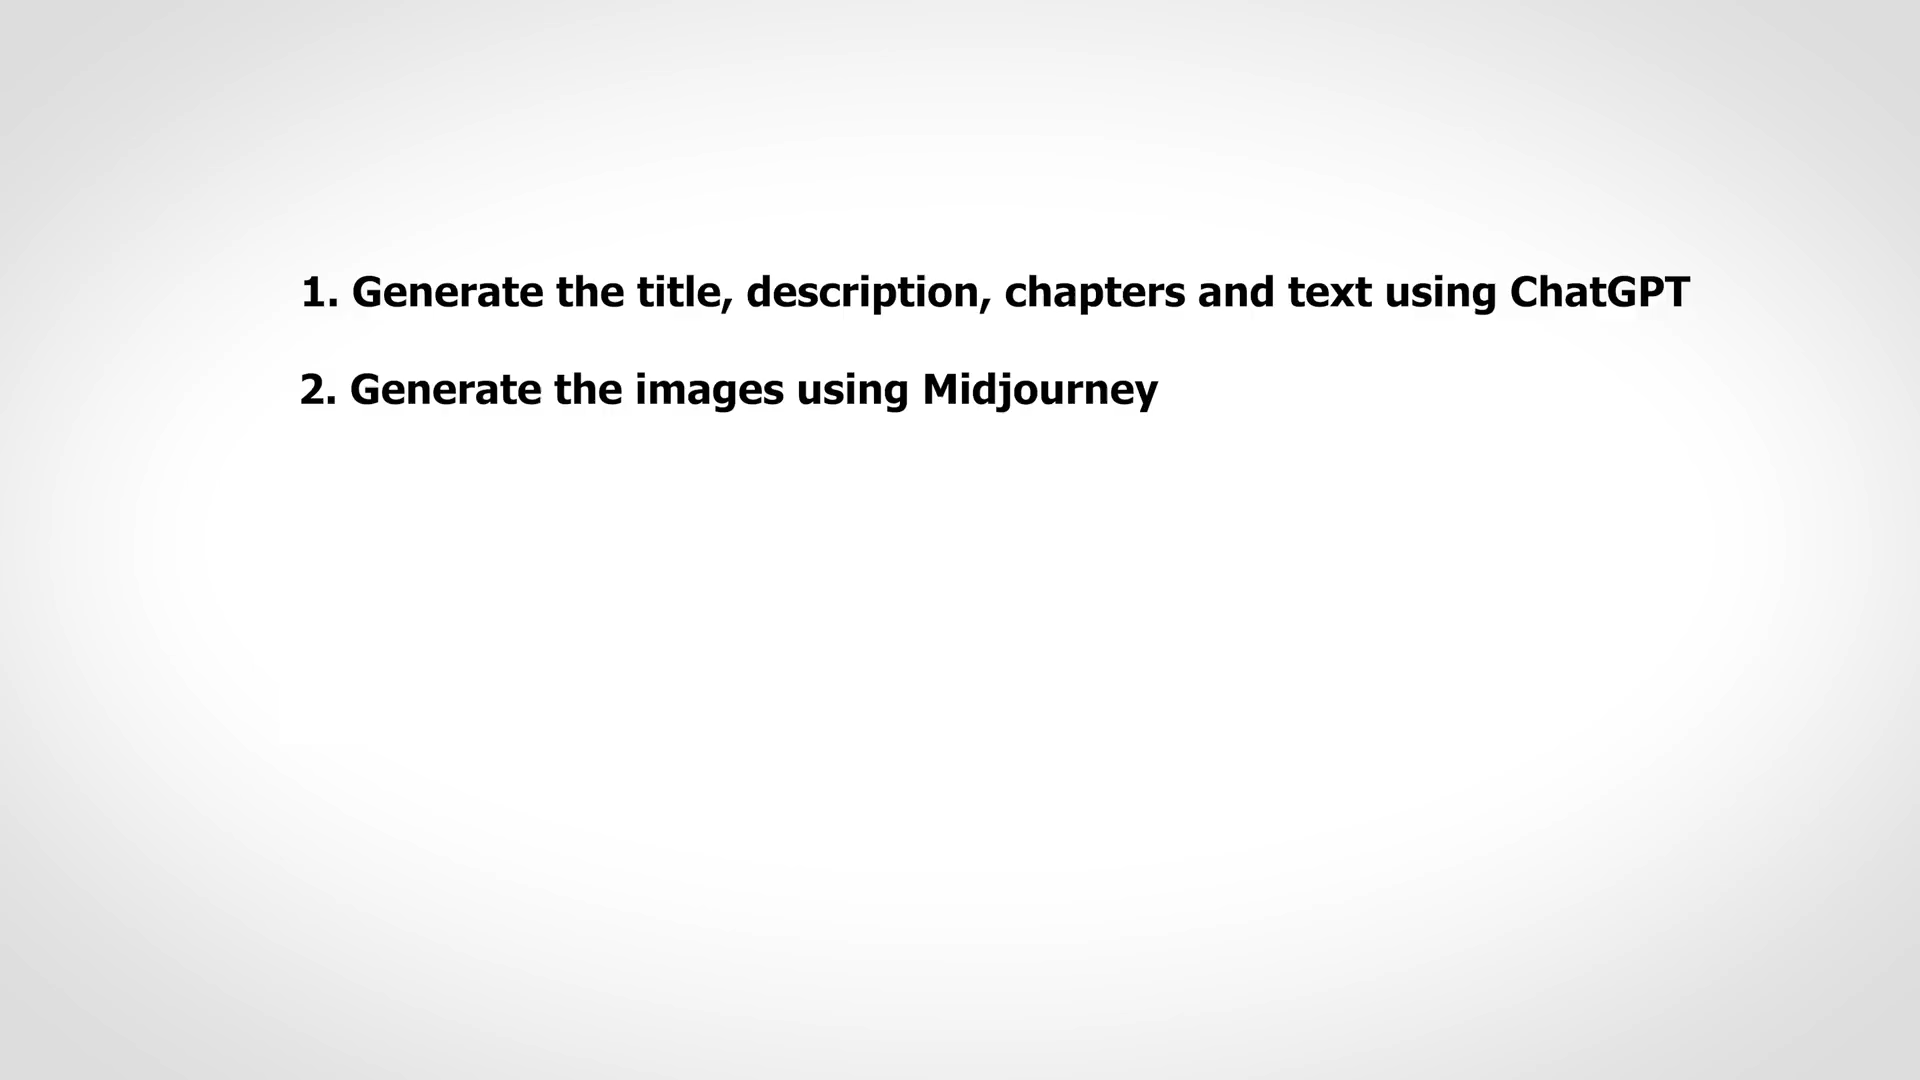 1. Generate the title, description, chapters and text using ChatGPT
2. Generate the images using Midjourney